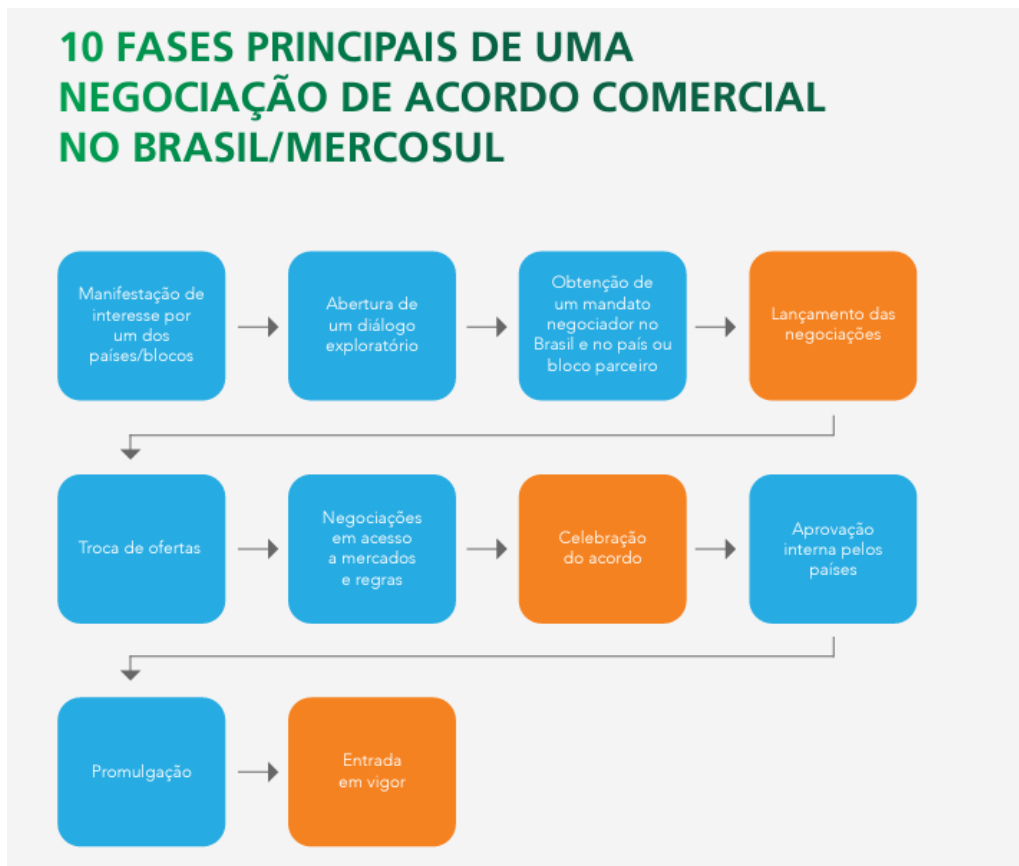 10 FASES PRINCIPAIS DE UMA
NEGOCIAÇÃO DE ACORDO COMERCIAL
NO BRASIL/MERCOSUL
Manifestação de
interesse por
um dos
países/blocos
Abertura de
um diálogo
exploratório
Obtenção de
um mandato
negociador no
Brasil e no país ou
bloco parceiro
Lançamento das
negociações
Troca de ofertas
Negociações
em acesso
a mercados
e regras
Celebração
do acordo
Aprovação
interna pelos
países
Promulgação
Entrada
em vigor